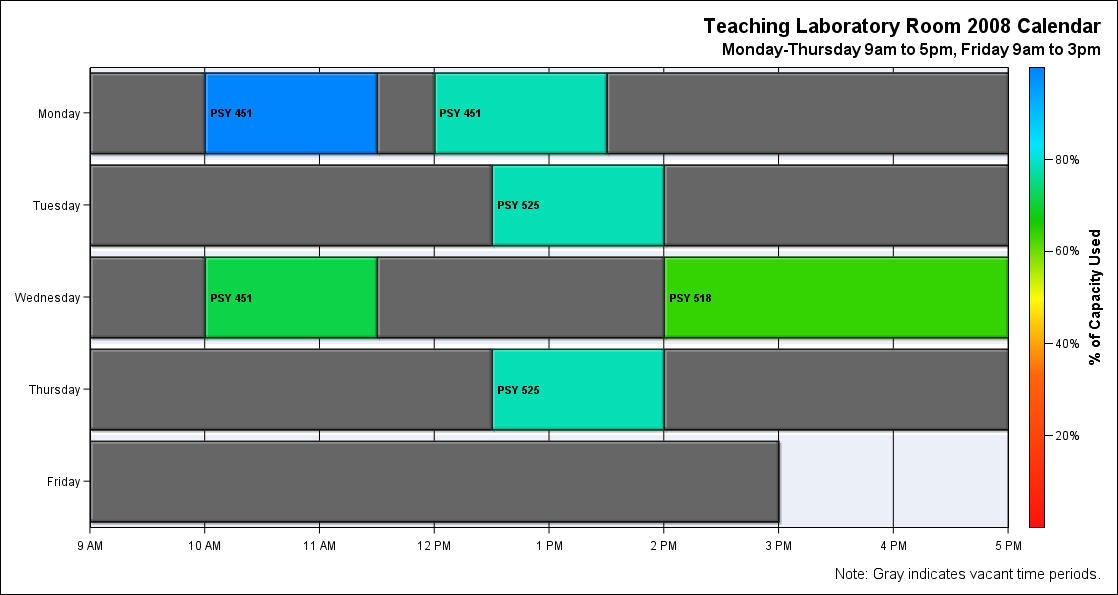 Teaching Laboratory Room 2008 Calendar
Monday-Thursday 9am to 5pm, Friday 9am to 3pm
Monday
PSY 451
PSY 451
Tuesday
PSY 525
Wednesday
PSY 451
PSY 518
Thursday
PSY 525
Friday
9 AM
10 AM
11 AM
12 PM
1 PM
2 PM
3 PM
4 PM
5 PM
80%
60%
40%
20%
% of Capacity Used
Note: Gray indicates vacant time periods.